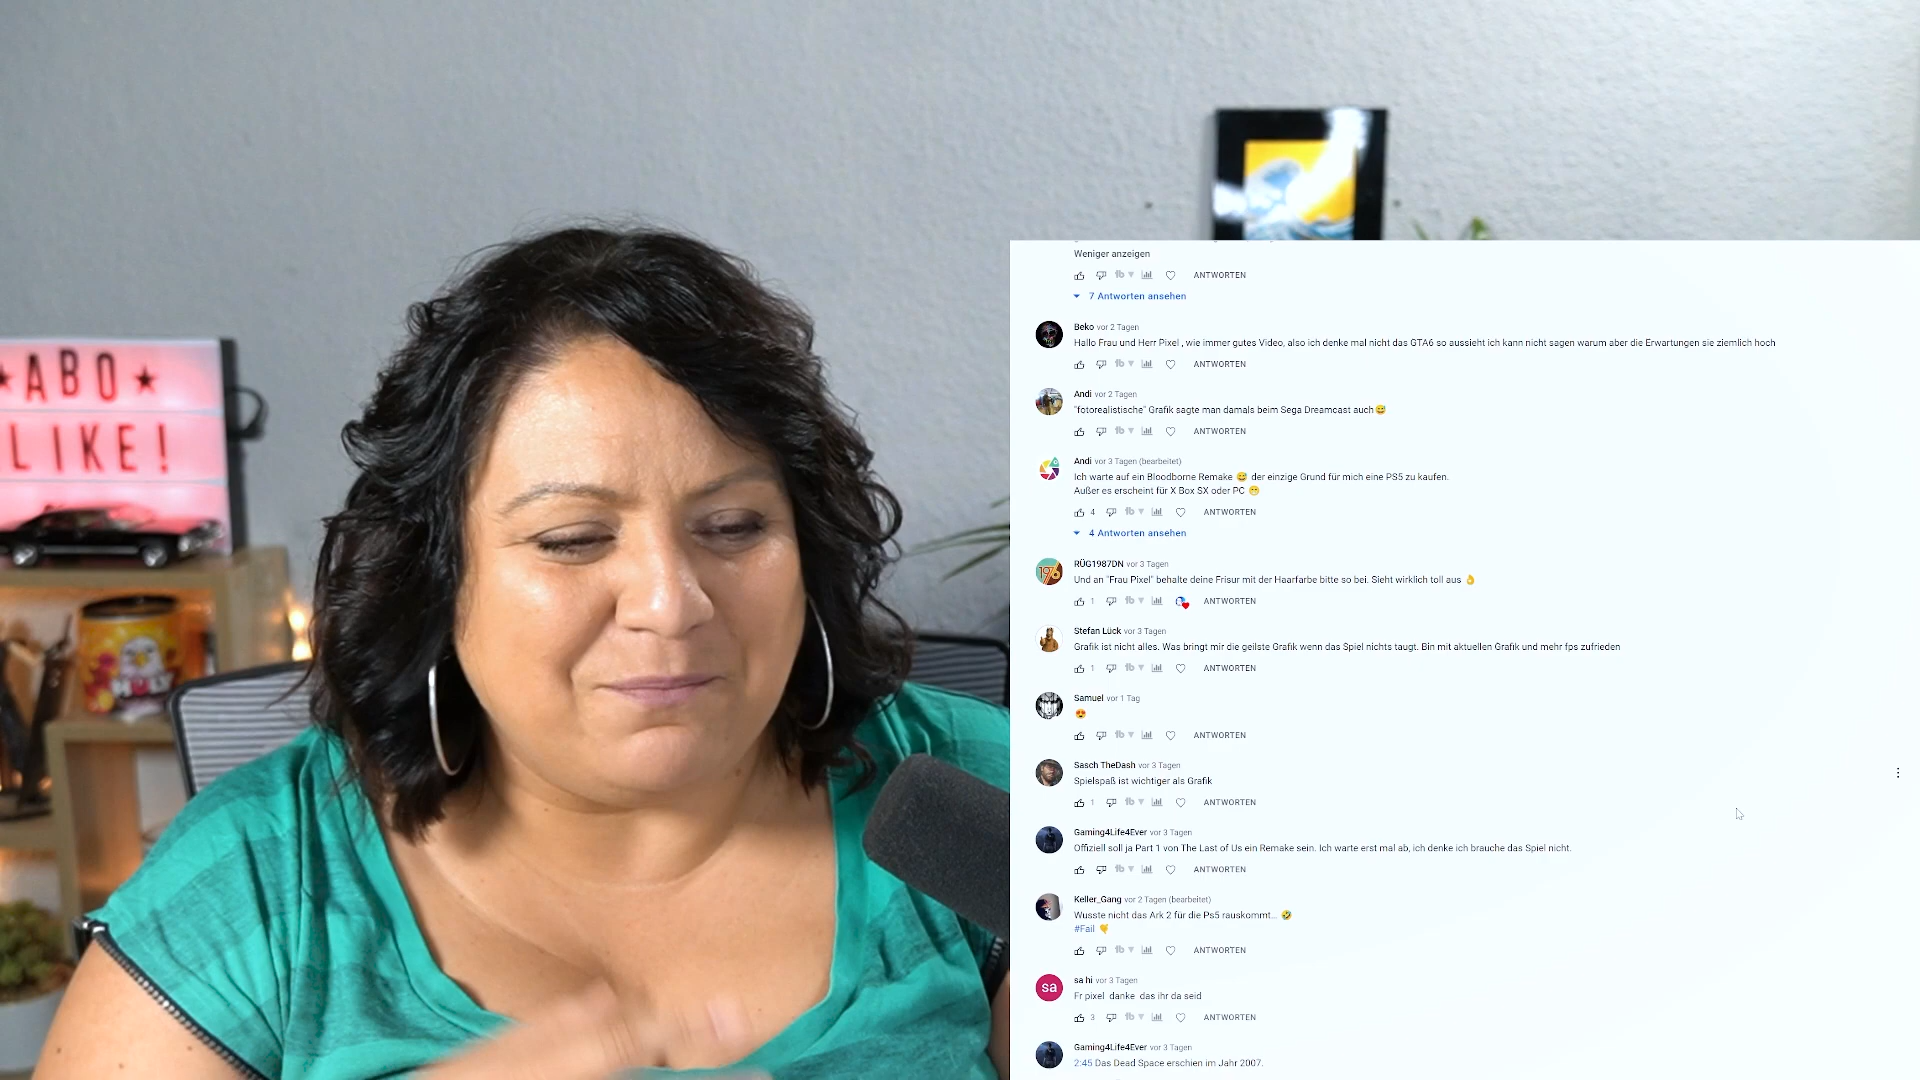 ABO
LIKE!
HULY
Weniger anzeigen
ANTWORTEN
7 Antworten ansehen
Beko vor 2 Tagen
Hallo Frau und Herr Pixel , wie immer gutes Video, also ich denke mal nicht das GTA6 so aussieht ich kann nicht sagen warum aber die Erwartungen sie ziemlich hoch
ANTWORTEN
Andi vor 2 Tagen
"fotorealistische" Grafik sagte man damals beim Sega Dreamcast auch😅
ANTWORTEN
Andi vor 3 Tagen (bearbeitet)
Ich warte auf ein Bloodborne Remake 😅 der einzige Grund für mich eine PS5 zu kaufen.
Außer es erscheint für X Box SX oder PC 😁
4 ANTWORTEN
4 Antworten ansehen
RÜG1987DN vor 3 Tagen
Und an "Frau Pixel" behalte deine Frisur mit der Haarfarbe bitte so bei. Sieht wirklich toll aus 👌
1 ANTWORTEN
Stefan Lück vor 3 Tagen
Grafik ist nicht alles. Was bringt mir die geilste Grafik wenn das Spiel nichts taugt. Bin mit aktuellen Grafik und mehr fps zufrieden
1 ANTWORTEN
Samuel vor 1 Tag
😍
ANTWORTEN
Sasch TheDash vor 3 Tagen
Spielspaß ist wichtiger als Grafik
1 ANTWORTEN
Gaming4Life4Ever vor 3 Tagen
Offiziell soll ja Part 1 von The Last of Us ein Remake sein. Ich warte erst mal ab, ich denke ich brauche das Spiel nicht.
ANTWORTEN
Keller_Gang vor 2 Tagen (bearbeitet)
Wusste nicht das Ark 2 für die Ps5 rauskommt... 🤣
#Fail
ANTWORTEN
sa
sa hi vor 3 Tagen
Fr pixel danke das ihr da seid
3 ANTWORTEN
Gaming4Life4Ever vor 3 Tagen
2:45 Das Dead Space erschien im Jahr 2007.